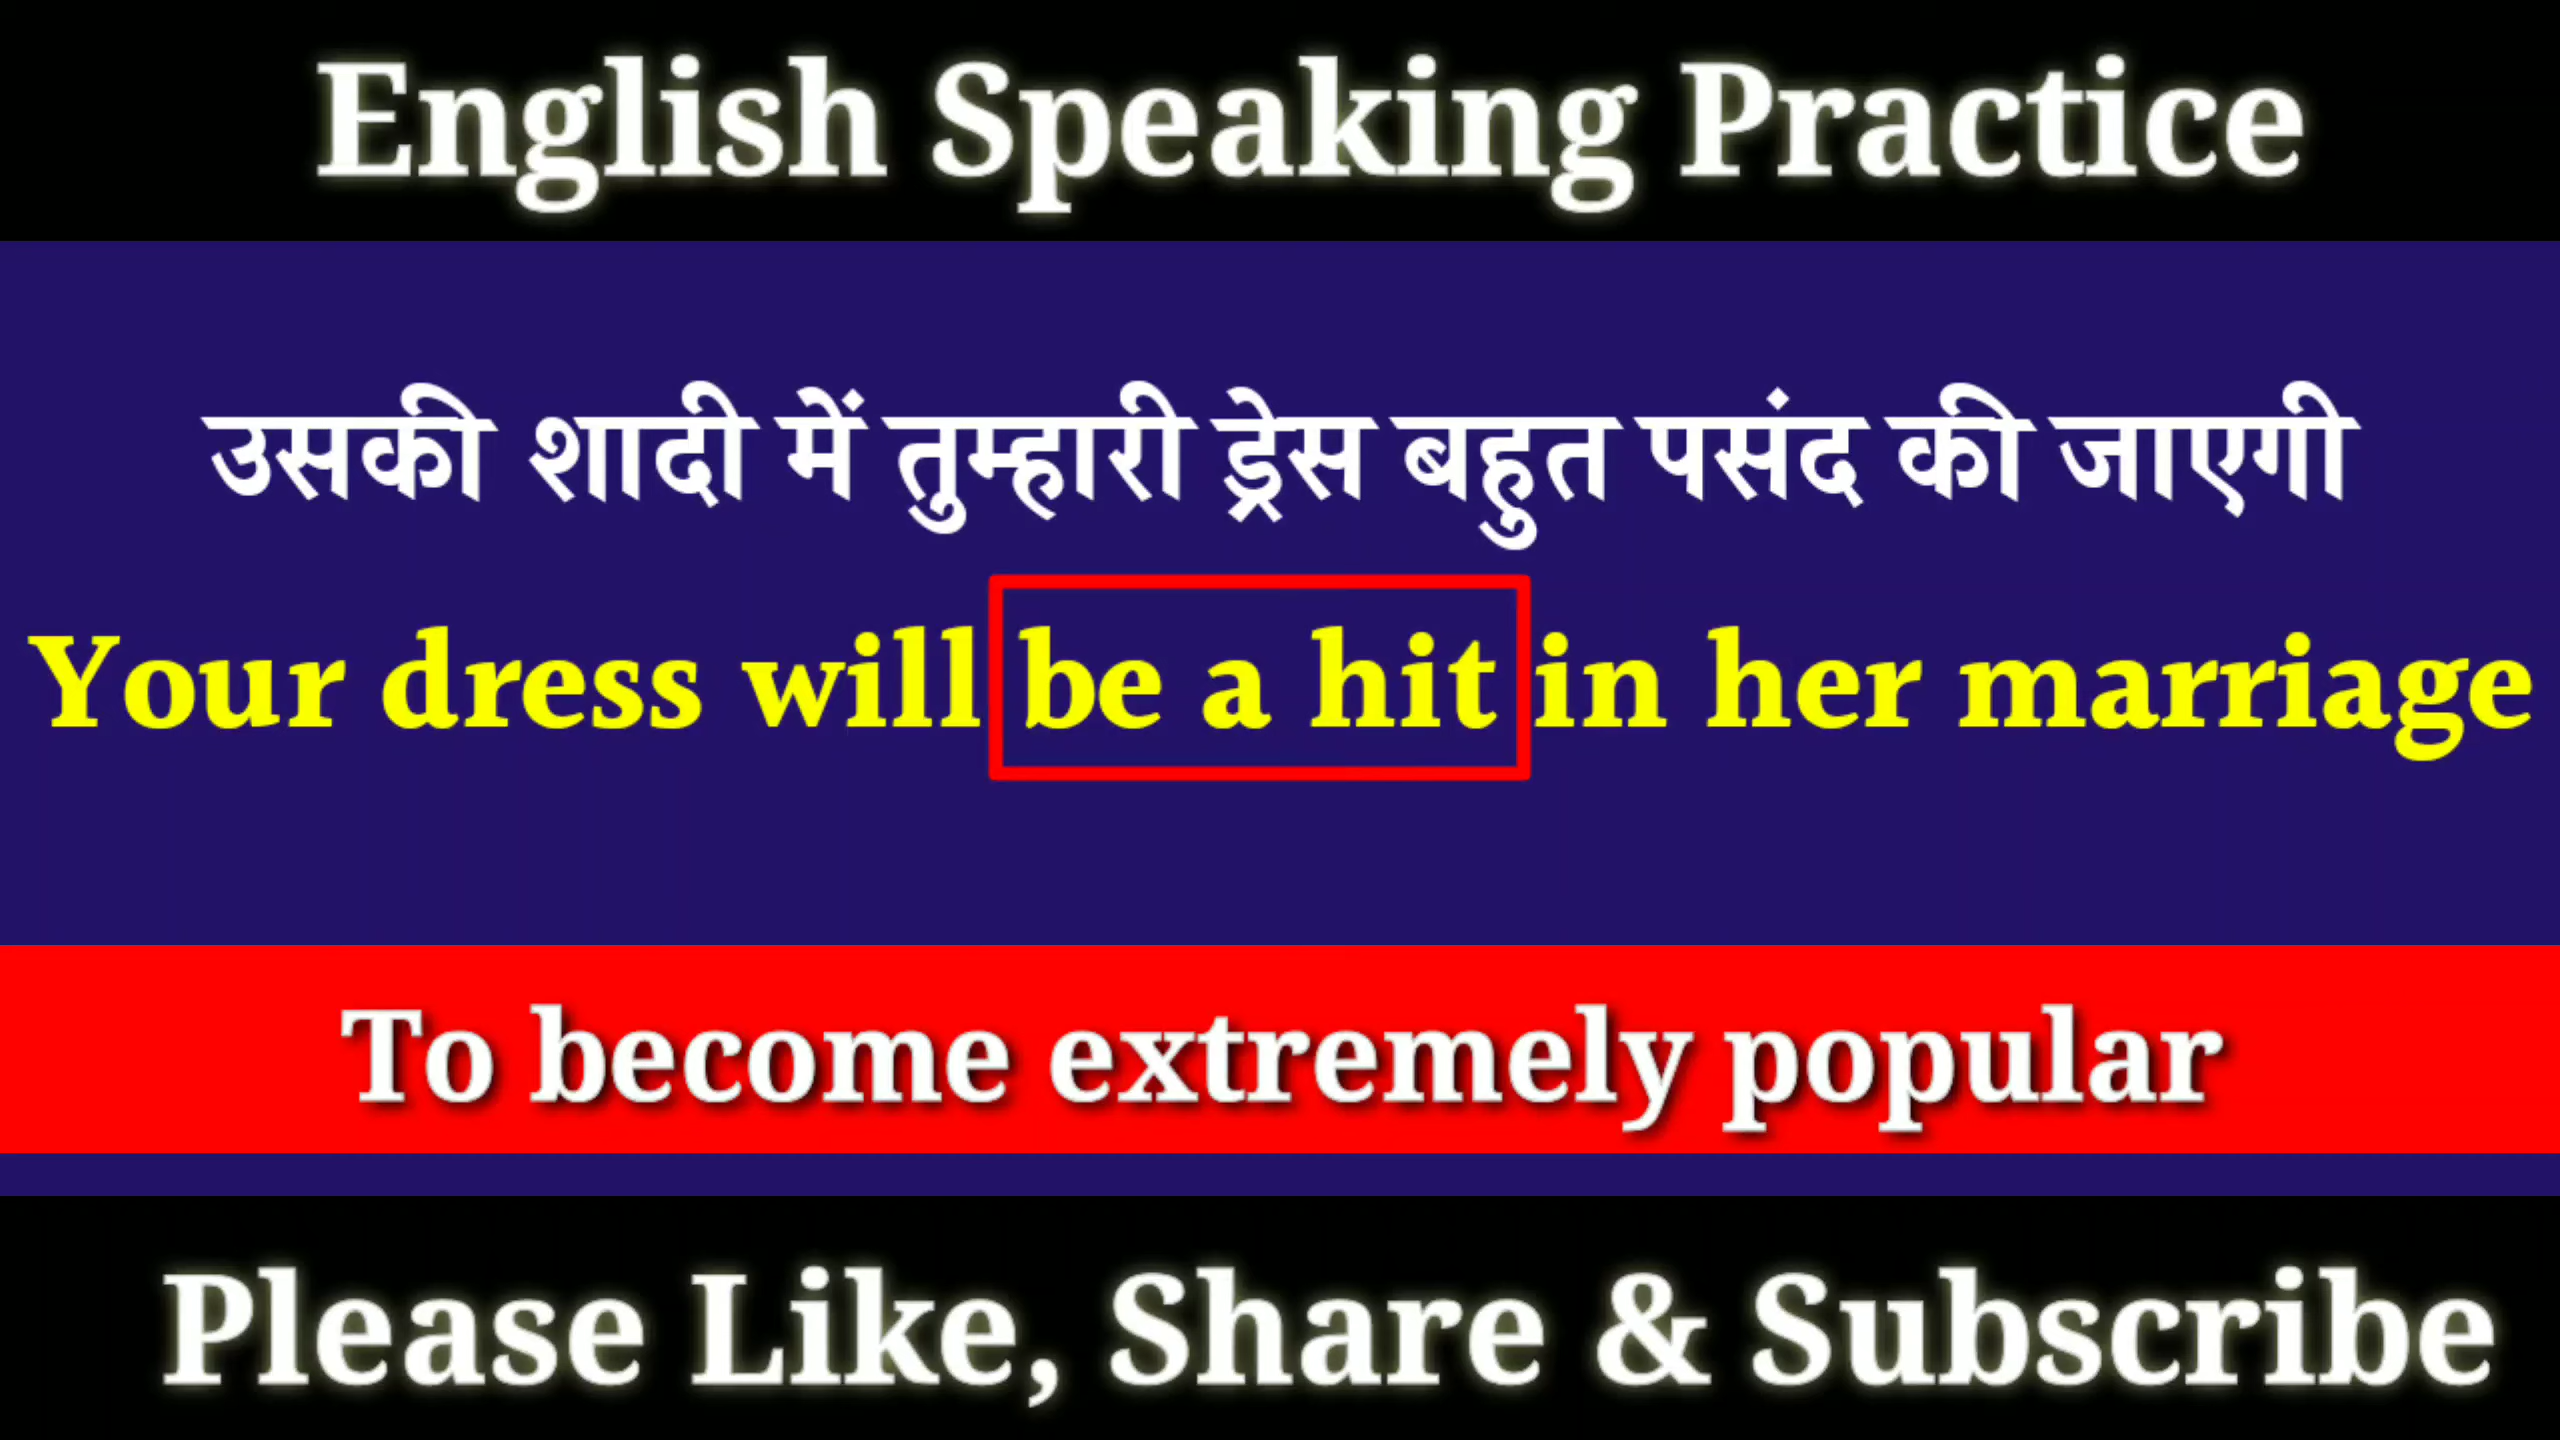 English Speaking Practice
उसकी शादी में तुम्हारी ड्रेस बहुत पसंद की जाएगी
Your dress will be a hit in her marriage
To become extremely popular
Please Like, Share & Subscribe